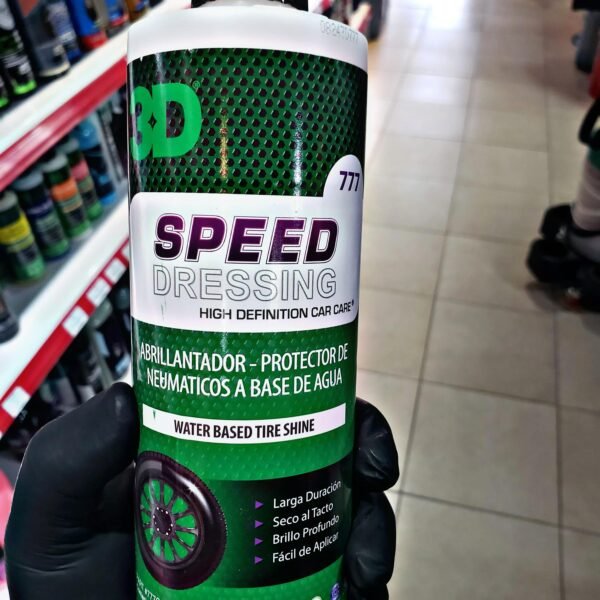 3D
777
SPEED
DRESSING
HIGH DEFINITION CAR CARE®
ABRILLANTADOR - PROTECTOR DE
NEUMATICOS A BASE DE AGUA
WATER BASED TIRE SHINE
Larga Duración
Seco al Tacto
Brillo Profundo
Fácil de Aplicar